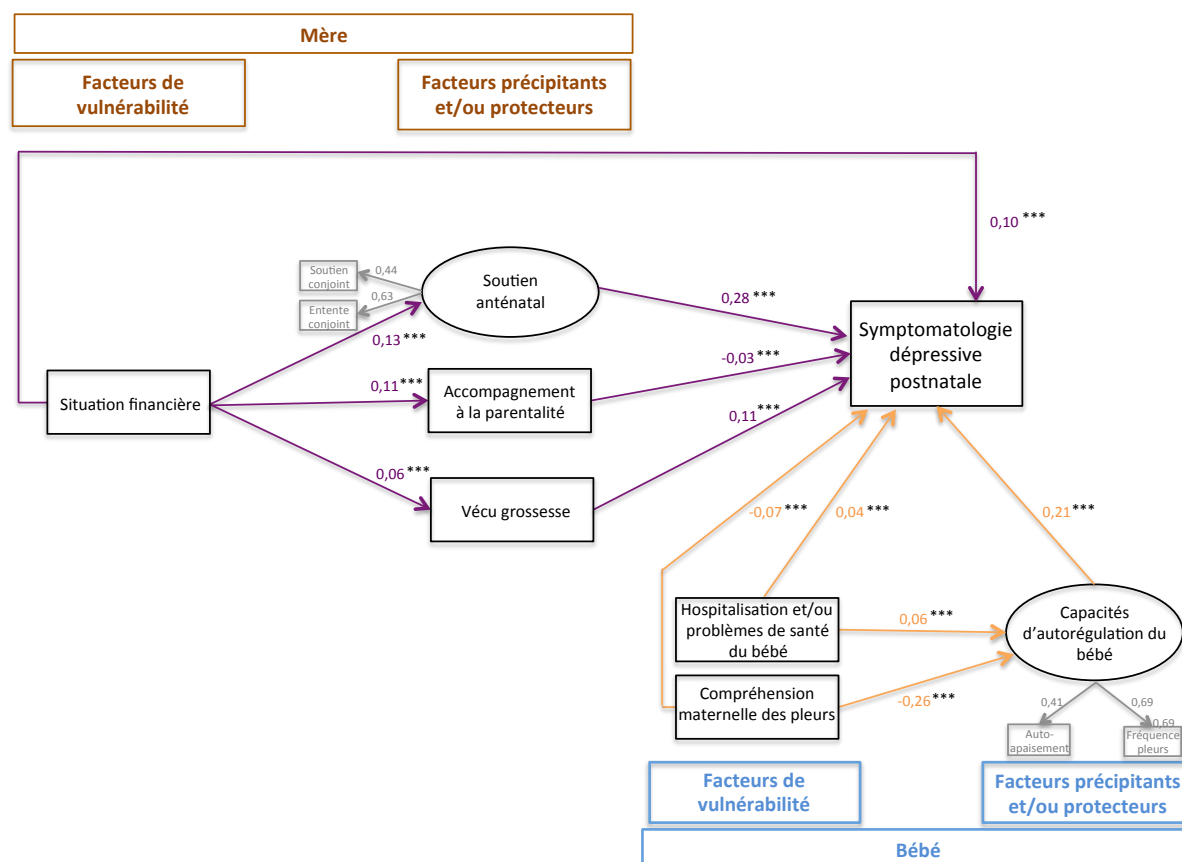 Mère
Facteurs de
vulnérabilité
Facteurs précipitants
et/ou protecteurs
0,10 ***
Soutien
conjoint
0,44
Entente
conjoint
0,63
Soutien
anténatal
0,28 ***
0,13 ***
Symptomatologie
dépressive
postnatale
-0,03 ***
Situation financière
0,11 ***
Accompagnement
à la parentalité
0,11 ***
0,06 ***
Vécu grossesse
-0,07 ***
0,04 ***
0,21 ***
Hospitalisation et/ou
problèmes de santé
du bébé
0,06 ***
Capacités
d’autorégulation du
bébé
Compréhension
maternelle des pleurs
-0,26 ***
0,41
0,69
0,69
Auto-
apaisement
Fréquence
pleurs
Facteurs de
vulnérabilité
Facteurs précipitants
et/ou protecteurs
Bébé